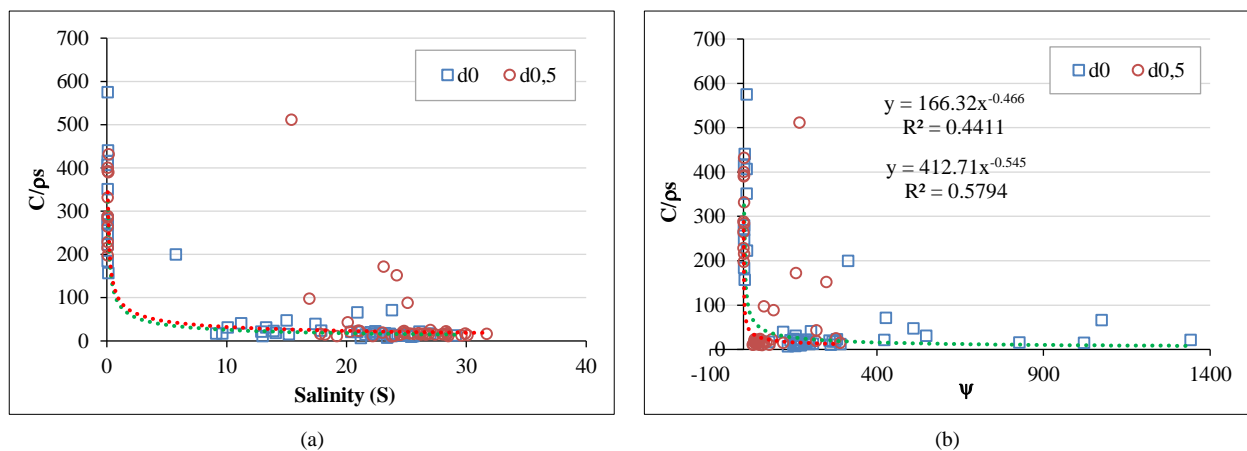 700
600
500
400
300
200
100
0
0
10
20
30
40
C/ρs
Salinity (S)
d0
d0,5
(a)
700
600
500
400
300
200
100
0
-100
400
900
1400
C/ρs
ψ
d0
d0,5
y = 166.32x^-0.466
R² = 0.4411
y = 412.71x^-0.545
R² = 0.5794
(b)